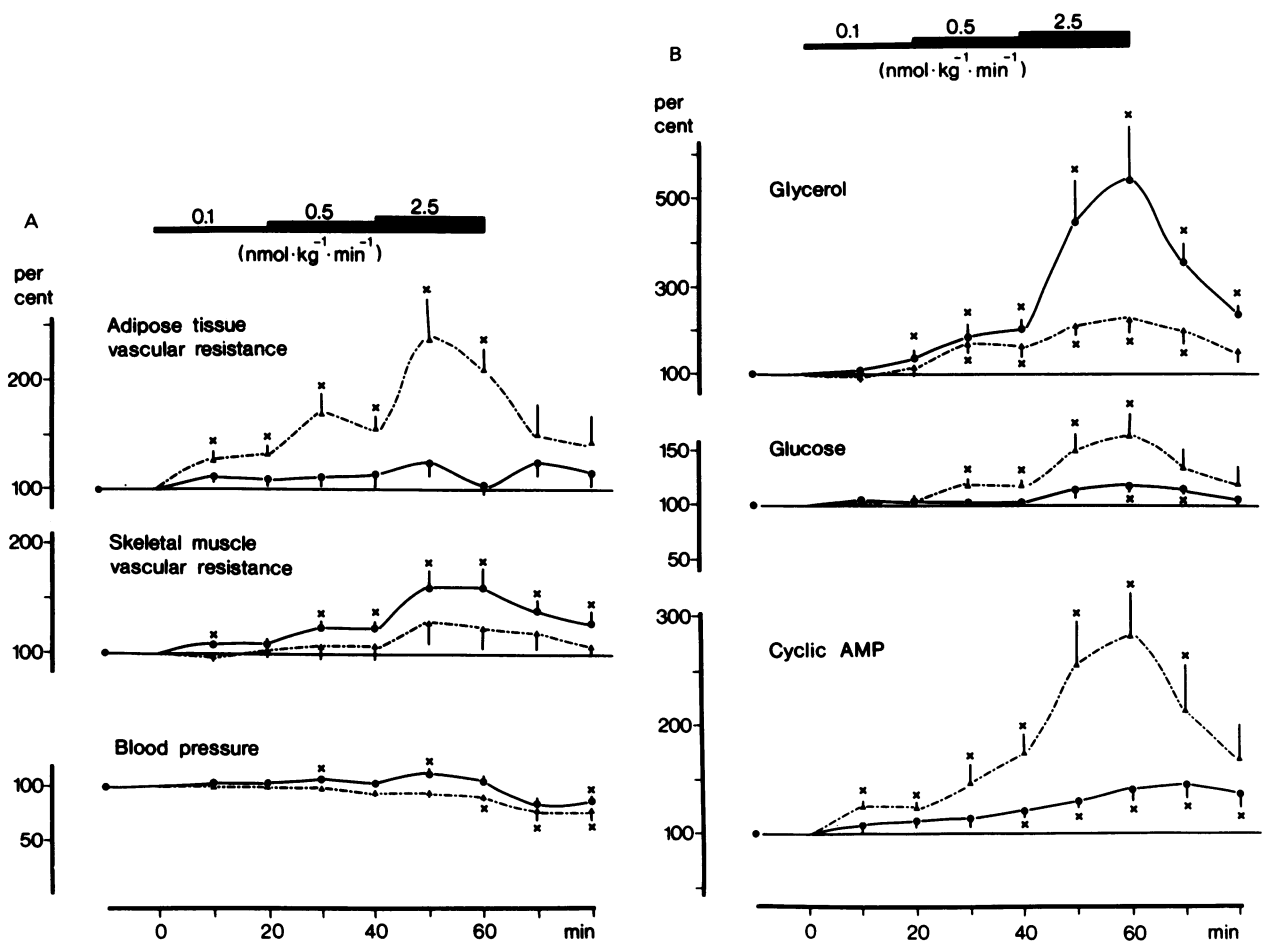 A
0.1 0.5 2.5
(nmol·kg⁻¹·min⁻¹)
per
cent
Adipose tissue
vascular resistance
200
100
200
Skeletal muscle
vascular resistance
100
Blood pressure
100
50
0 20 40 60 min
B
0.1 0.5 2.5
(nmol·kg⁻¹·min⁻¹)
per
cent
Glycerol
500
300
100
Glucose
150
100
50
300
Cyclic AMP
200
100
0 20 40 60 min